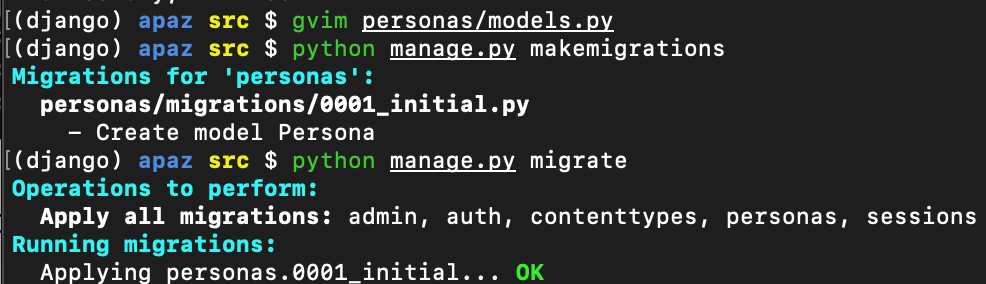 (django) apaz src $ gvim personas/models.py
(django) apaz src $ python manage.py makemigrations
Migrations for 'personas':
personas/migrations/0001_initial.py
– Create model Persona
(django) apaz src $ python manage.py migrate
Operations to perform:
Apply all migrations: admin, auth, contenttypes, personas, sessions
Running migrations:
Applying personas.0001_initial... OK